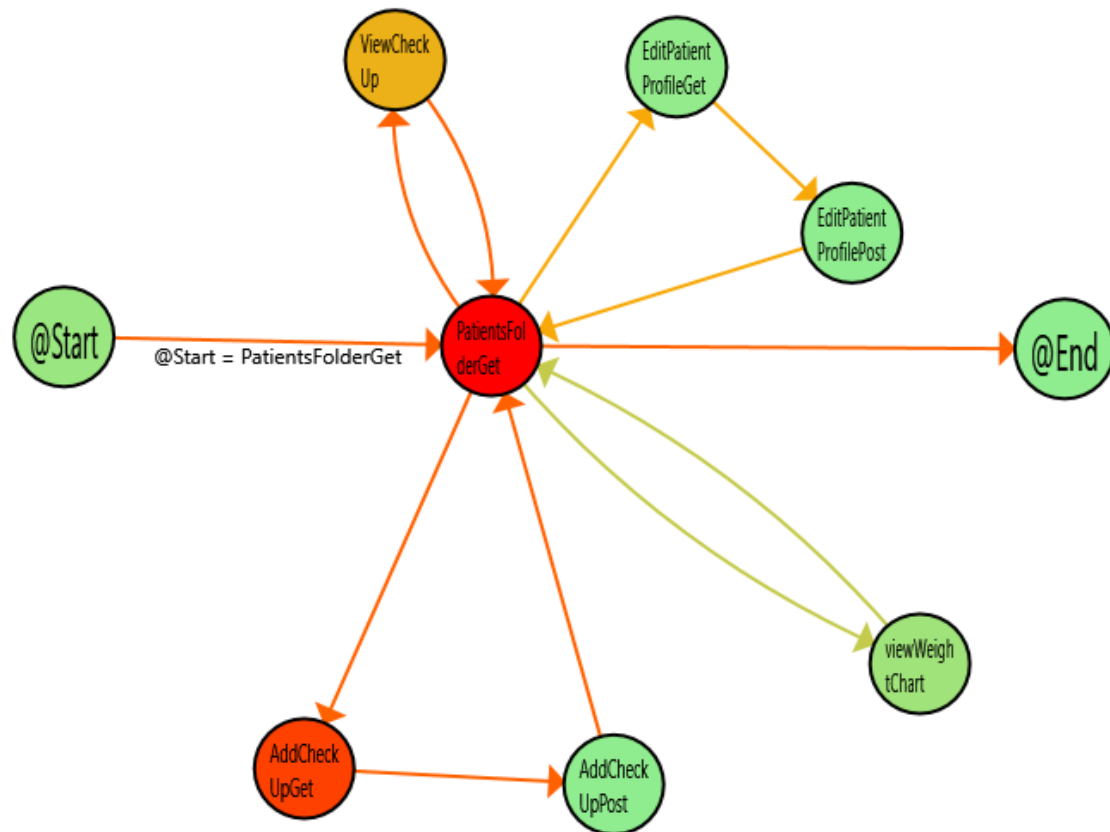 ViewCheck
Up
EditPatient
ProfileGet
EditPatient
ProfilePost
@Start
@Start = PatientsFolderGet
PatientsFol
derGet
@End
viewWeigh
tChart
AddCheck
UpGet
AddCheck
UpPost